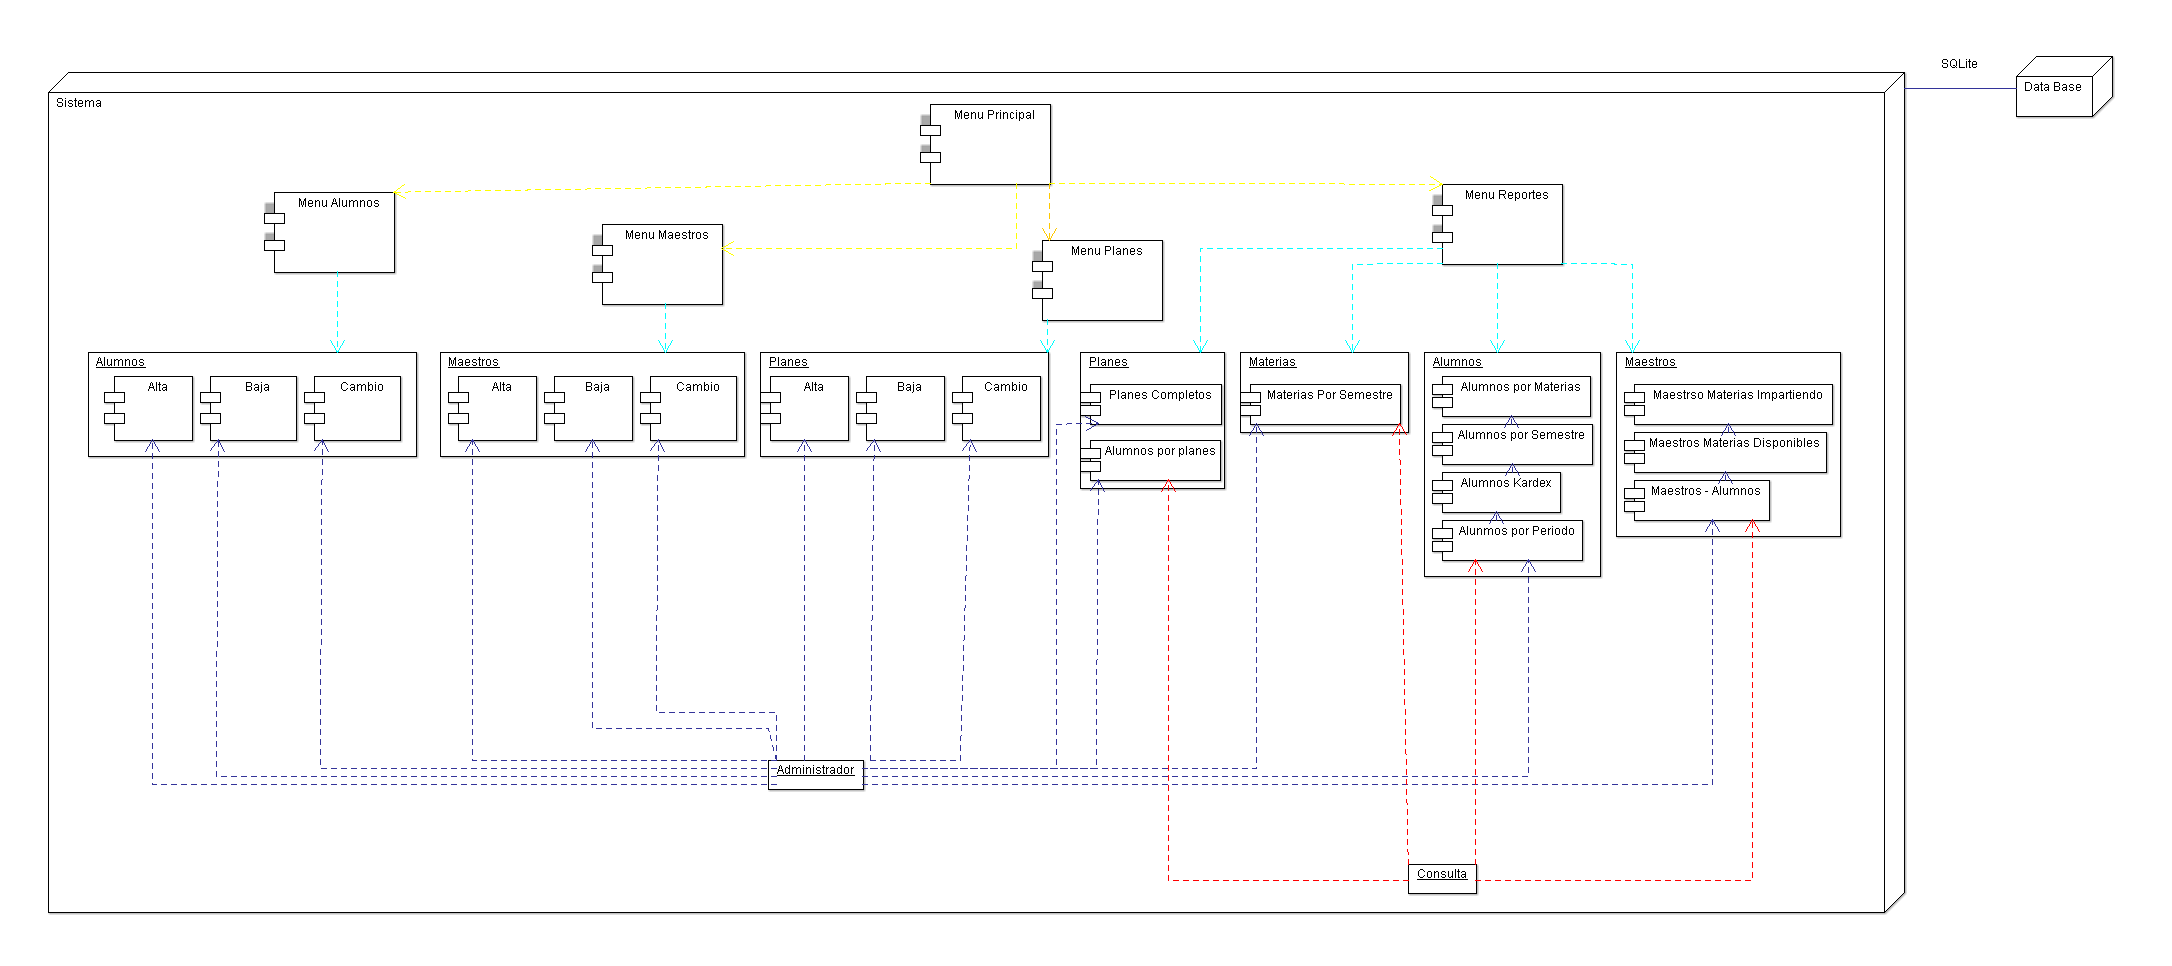 SQLite
Data Base
Sistema
Menu Principal
Menu Alumnos
Menu Maestros
Menu Planes
Menu Reportes
Alumnos
Alta
Baja
Cambio
Maestros
Alta
Baja
Cambio
Planes
Alta
Baja
Cambio
Planes
Planes Completos
Alumnos por planes
Materias
Materias Por Semestre
Alumnos
Alumnos por Materias
Alumnos por Semestre
Alumnos Kardex
Alunmos por Periodo
Maestros
Maestrso Materias Impartiendo
Maestros Materias Disponibles
Maestros - Alumnos
Administrador
Consulta